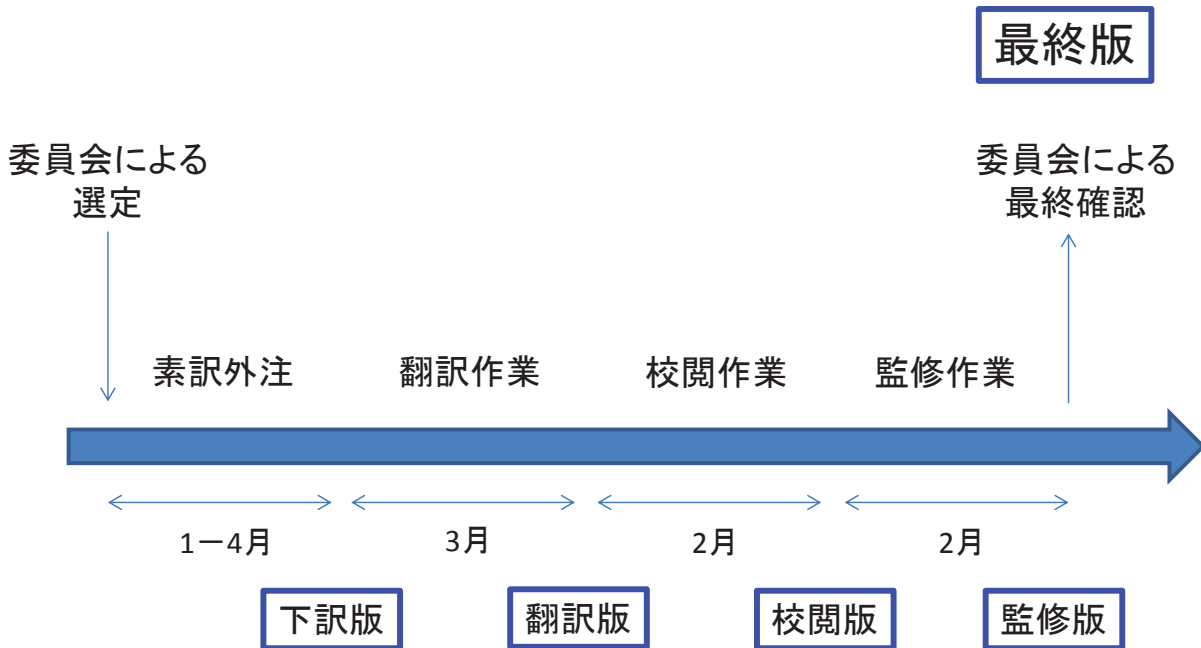 最終版
委員会による
選定
委員会による
最終確認
素訳外注
翻訳作業
校閲作業
監修作業
1ー4月
3月
2月
2月
下訳版
翻訳版
校閲版
監修版